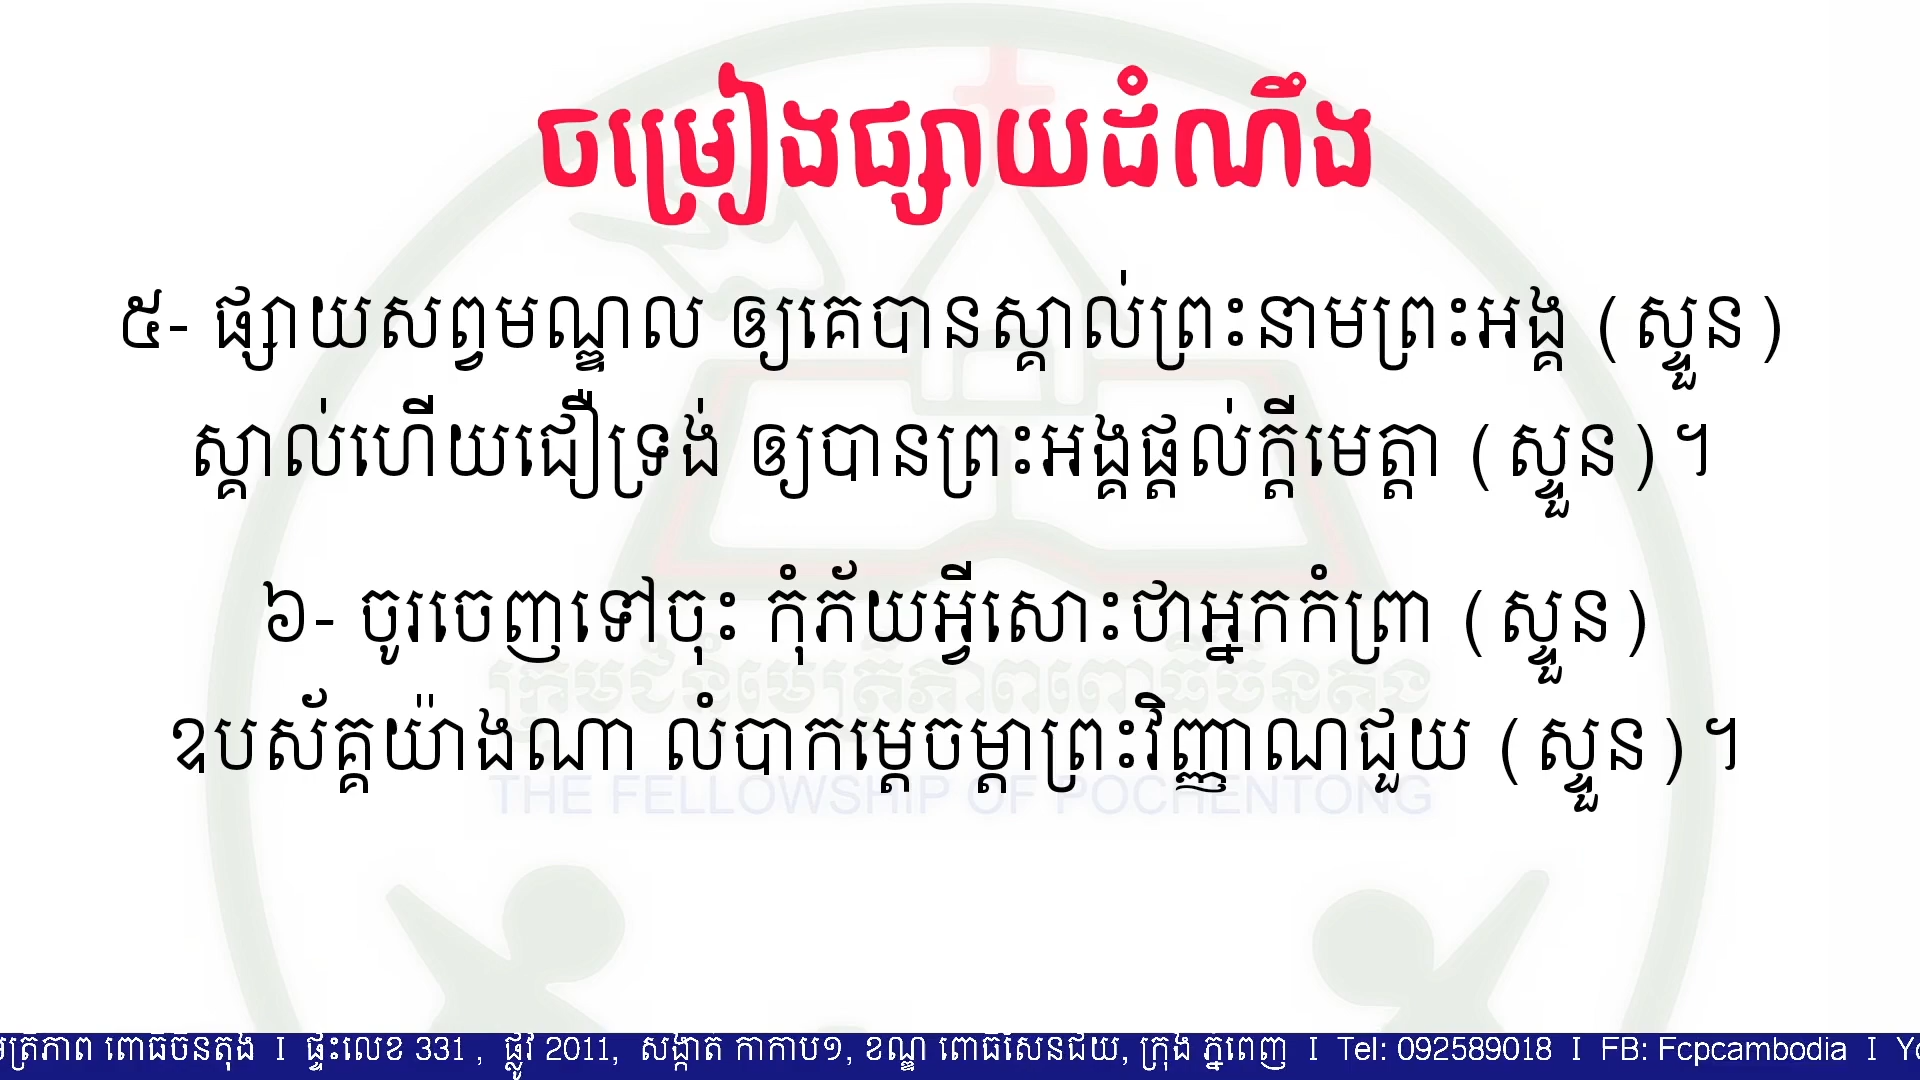 ចម្រៀងផ្សាយដំណឹង
៥- ផ្សាយសព្វមណ្ឌល ឲ្យគេបានស្គាល់ព្រះនាមព្រះអង្គ (ស្ទួន)
ស្គាល់ហើយជឿទ្រង់ ឲ្យបានព្រះអង្គផ្ដល់ក្ដីមេត្តា (ស្ទួន)។
៦- ចូរចេញទៅចុះ កុំភ័យអ្វីសោះថាអ្នកកំព្រា (ស្ទួន)
ឧបស័គ្គយ៉ាងណា លំបាកម្ដេចម្ដាព្រះវិញ្ញាណជួយ (ស្ទួន)។
THE FELLOWSHIP OF POCHENTONG
ត្រីភាព ពោធិចិនតុង I ផ្ទះលេខ 331 , ផ្លូវ 2011, សង្កាត់ កាកាប១, ខណ្ឌ ពោធិ៍សែនជ័យ, ក្រុង ភ្នំពេញ I Tel: 092589018 I FB: Fcpcambodia I